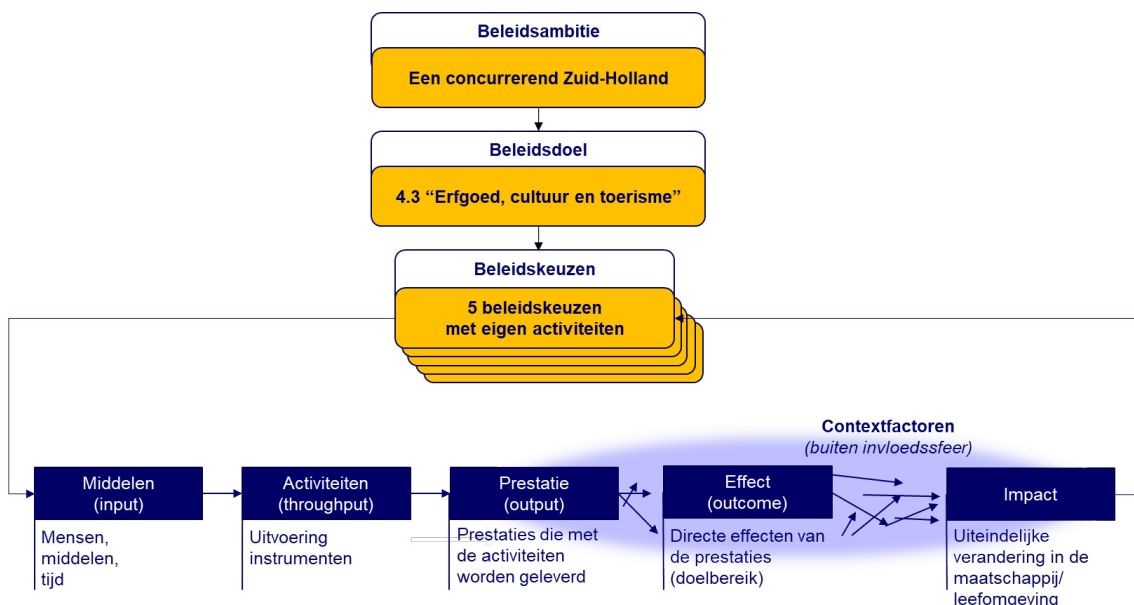 Beleidsambitie
Een concurrerend Zuid-Holland
Beleidsdoel
4.3 “Erfgoed, cultuur en toerisme”
Beleidskeuzen
5 beleidskeuzen
met eigen activiteiten
Contextfactoren
(buiten invloedssfeer)
Middelen
(input)
Mensen,
middelen,
tijd
Activiteiten
(throughput)
Uitvoering
instrumenten
Prestatie
(output)
Prestaties die met
de activiteiten
worden geleverd
Effect
(outcome)
Directe effecten van
de prestaties
(doelbereik)
Impact
Uiteindelijke
verandering in de
maatschappij/
leefomgeving